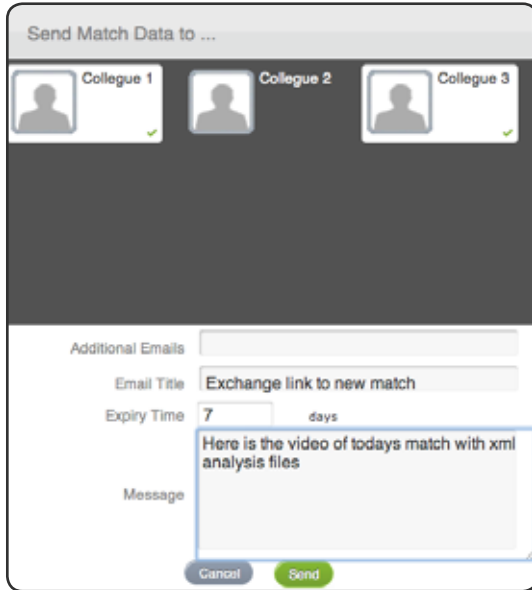 Send Match Data to ...
Collegue 1
Collegue 2
Collegue 3
Additional Emails
Email Title
Exchange link to new match
Expiry Time
7
days
Here is the video of todays match with xml
analysis files
Message
Cancel
Send